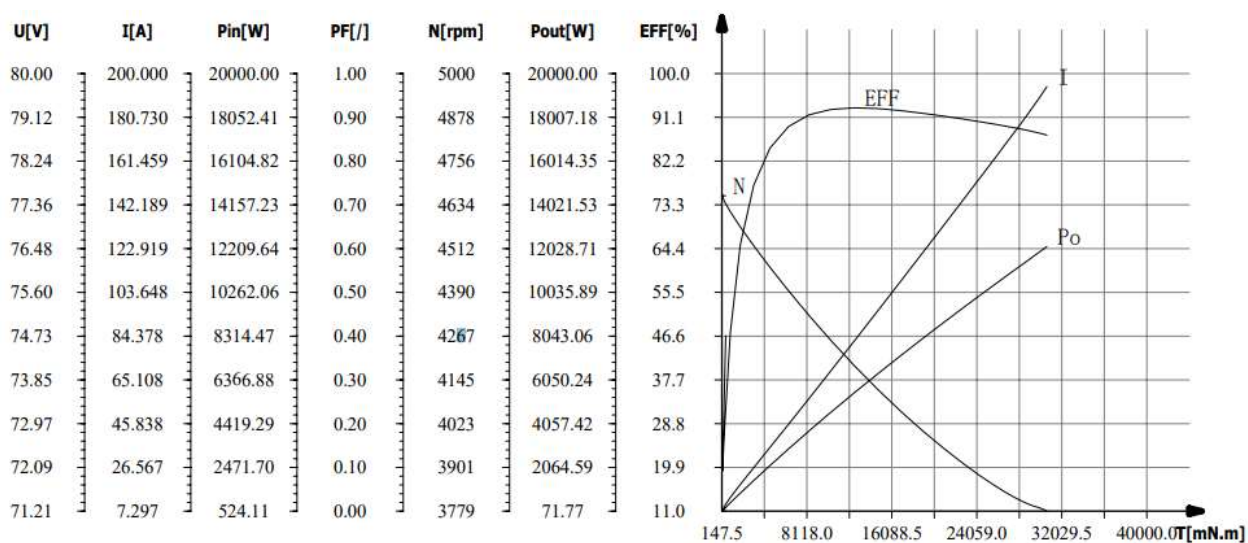 U[V] I[A] Pin[W] PF[/] N[rpm] Pout[W] EFF[%]
80.00 200.000 20000.00 1.00 5000 20000.00 100.0
I
EFF
79.12 180.730 18052.41 0.90 4878 18007.18 91.1
78.24 161.459 16104.82 0.80 4756 16014.35 82.2
N
77.36 142.189 14157.23 0.70 4634 14021.53 73.3
Po
76.48 122.919 12209.64 0.60 4512 12028.71 64.4
75.60 103.648 10262.06 0.50 4390 10035.89 55.5
74.73 84.378 8314.47 0.40 4267 8043.06 46.6
73.85 65.108 6366.88 0.30 4145 6050.24 37.7
72.97 45.838 4419.29 0.20 4023 4057.42 28.8
72.09 26.567 2471.70 0.10 3901 2064.59 19.9
71.21 7.297 524.11 0.00 3779 71.77 11.0
147.5 8118.0 16088.5 24059.0 32029.5 40000.0 T[mN.m]